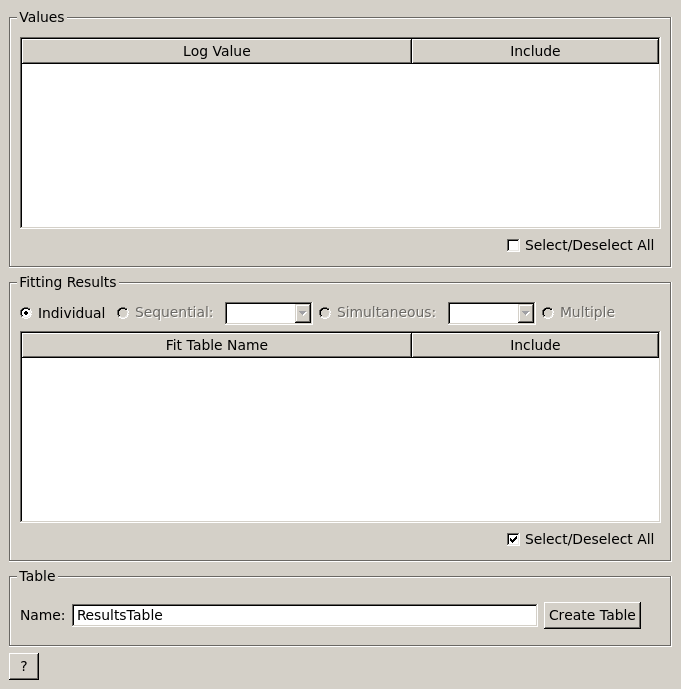 Values
Log Value Include
Select/Deselect All
Fitting Results
Individual Sequential: Simultaneous: Multiple
Fit Table Name Include
Select/Deselect All
Table
Name: ResultsTable Create Table
?